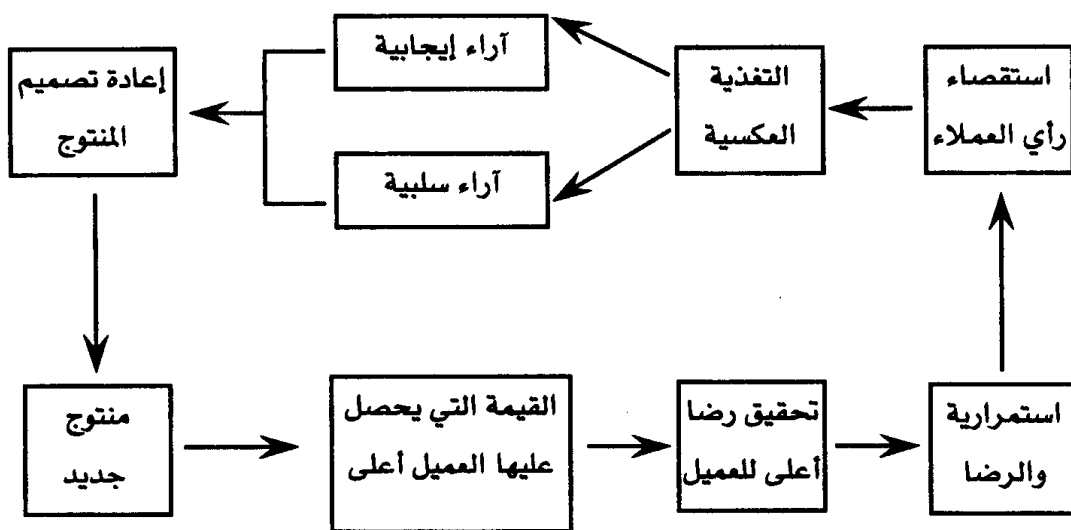 استقصاء
رأي العملاء
التغذية
العكسية
آراء إيجابية
آراء سلبية
إعادة تصميم
المنتوج
منتوج
جديد
القيمة التي يحصل
عليها العميل أعلى
تحقيق رضا
أعلى للعميل
استمرارية
والرضا